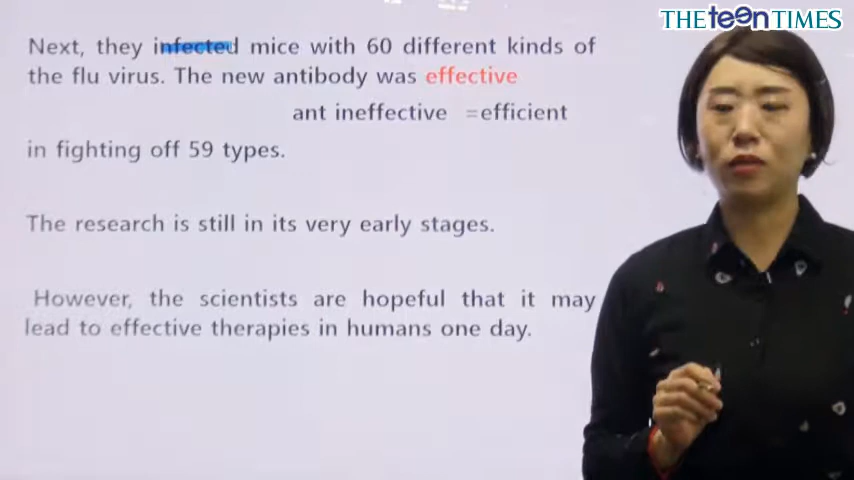 THE teen TIMES
Next, they infected mice with 60 different kinds of
the flu virus. The new antibody was effective
ant ineffective =efficient
in fighting off 59 types.
The research is still in its very early stages.
However, the scientists are hopeful that it may
lead to effective therapies in humans one day.